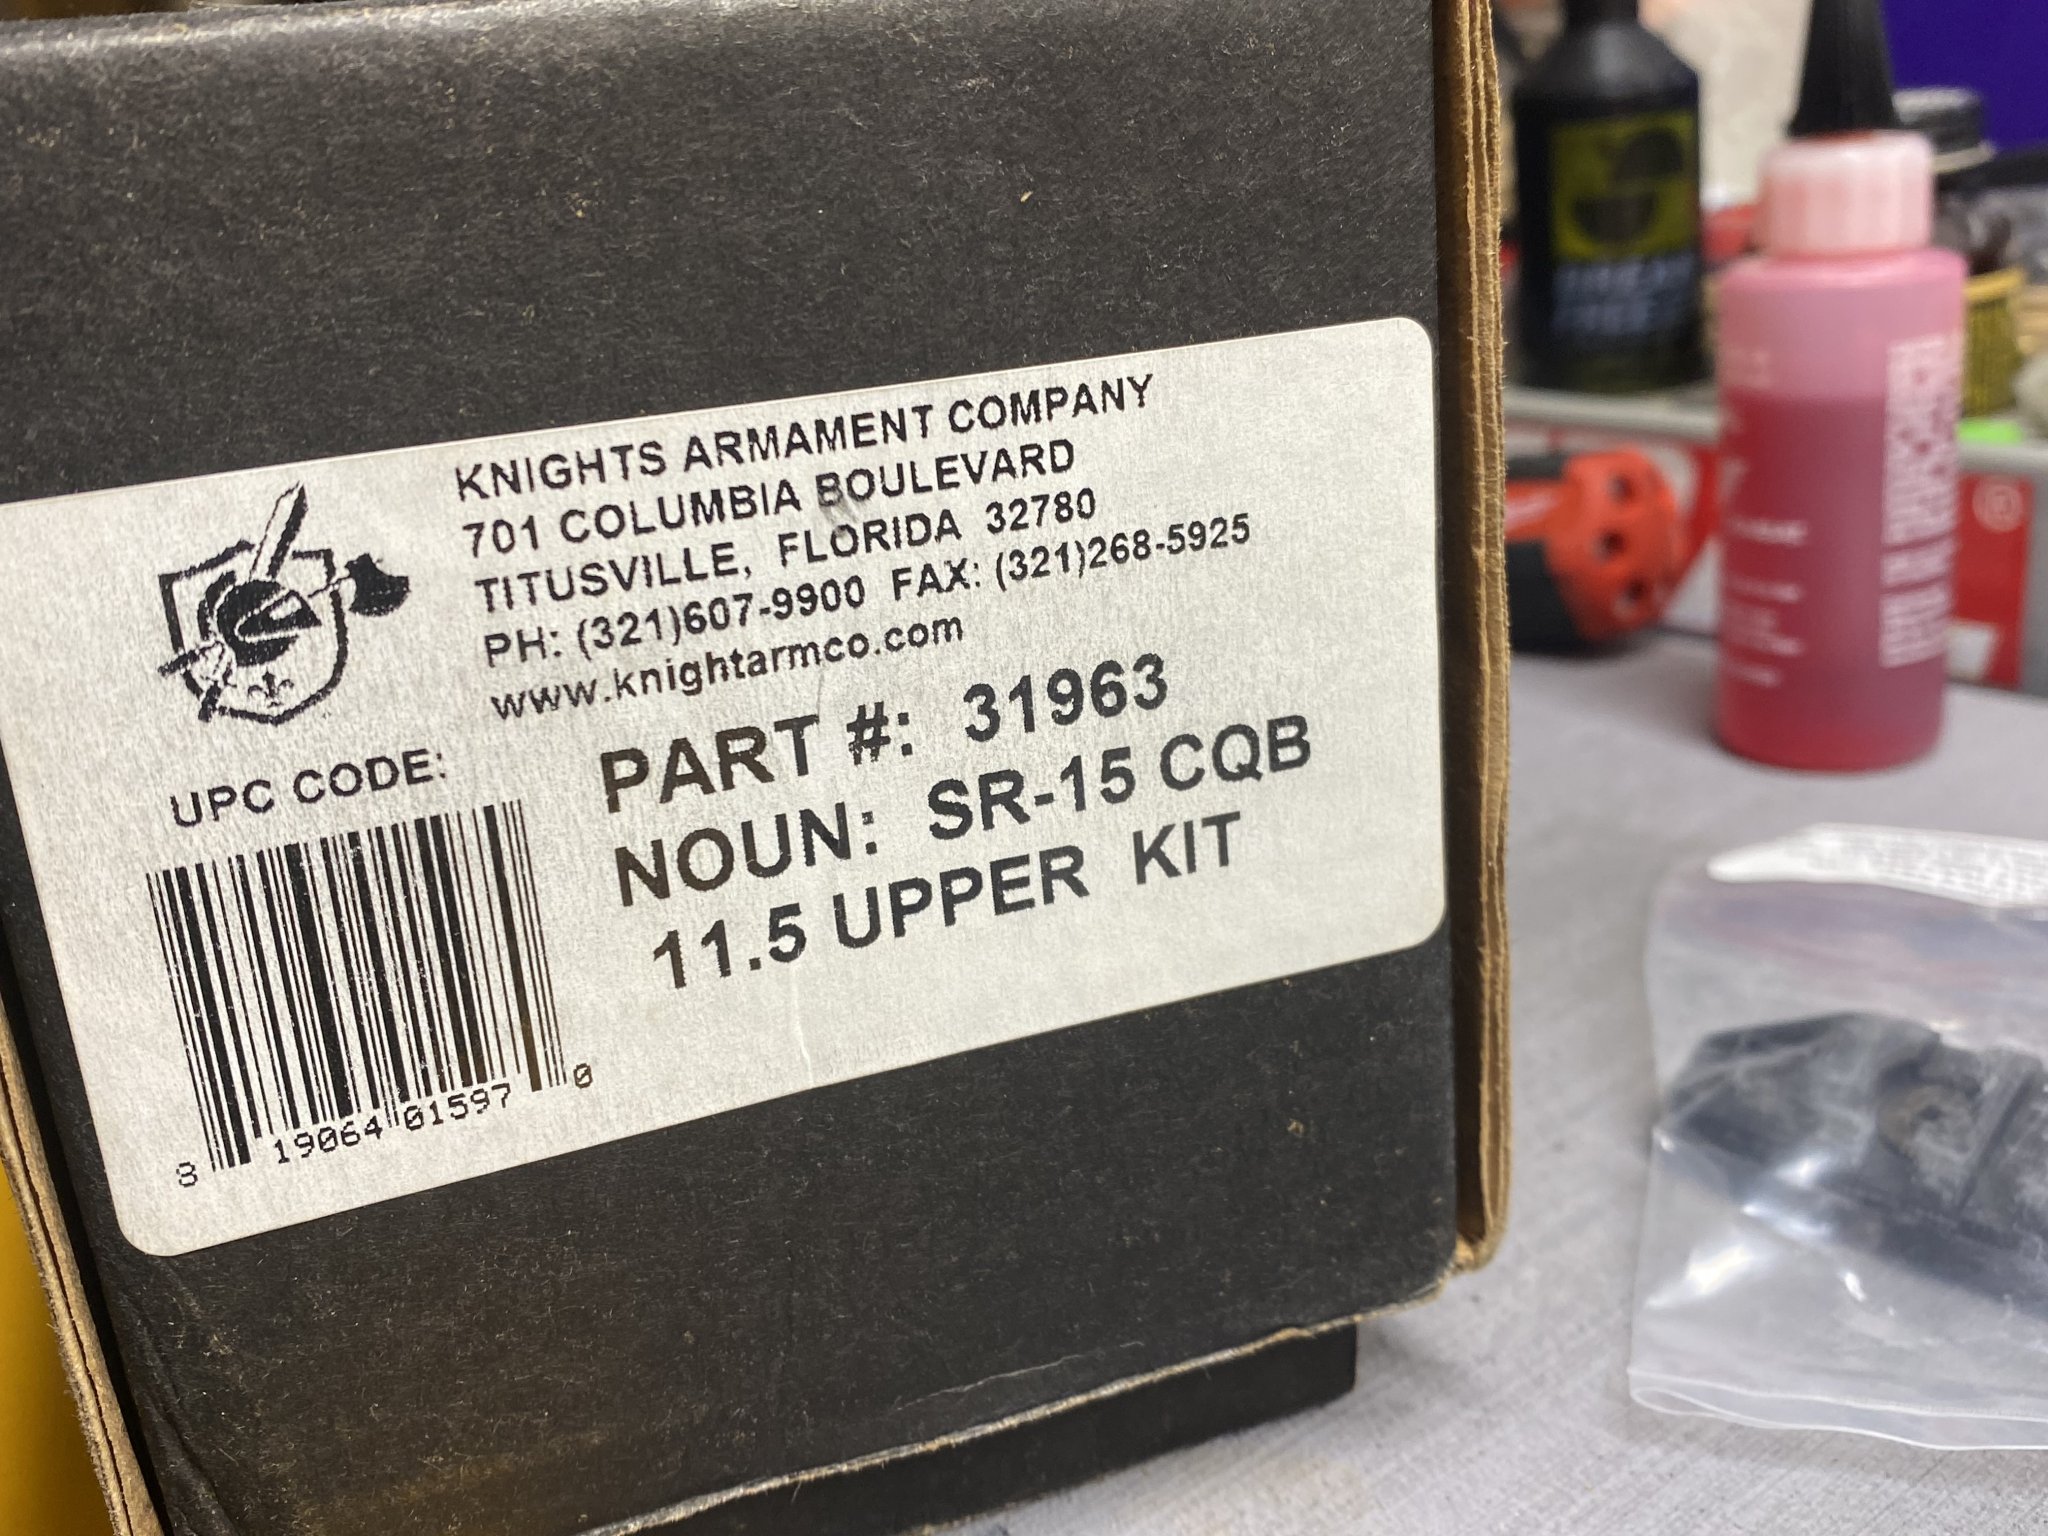 KNIGHTS ARMAMENT COMPANY
701 COLUMBIA BOULEVARD
TITUSVILLE, FLORIDA 32780
PH: (321)607-9900 FAX: (321)268-5925
www.knightarmco.com
PART #: 31963
NOUN: SR-15 CQB
11.5 UPPER KIT
UPC CODE:
8 19064 01597 0